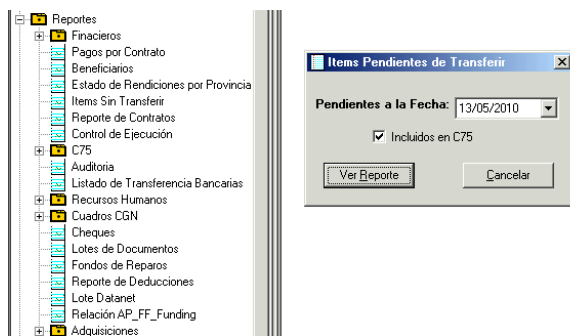 Reportes
Finacieros
Pagos por Contrato
Beneficiarios
Estado de Rendiciones por Provincia
Items Sin Transferir
Reporte de Contratos
Control de Ejecución
C75
Auditoria
Listado de Transferencia Bancarias
Recursos Humanos
Cuadros CGN
Cheques
Lotes de Documentos
Fondos de Reparos
Reporte de Deducciones
Lote Datanet
Relación AP_FF_Funding
Adquisiciones
Items Pendientes de Transferir
Pendientes a la Fecha: 13/05/2010
Incluidos en C75
Ver Reporte Cancelar